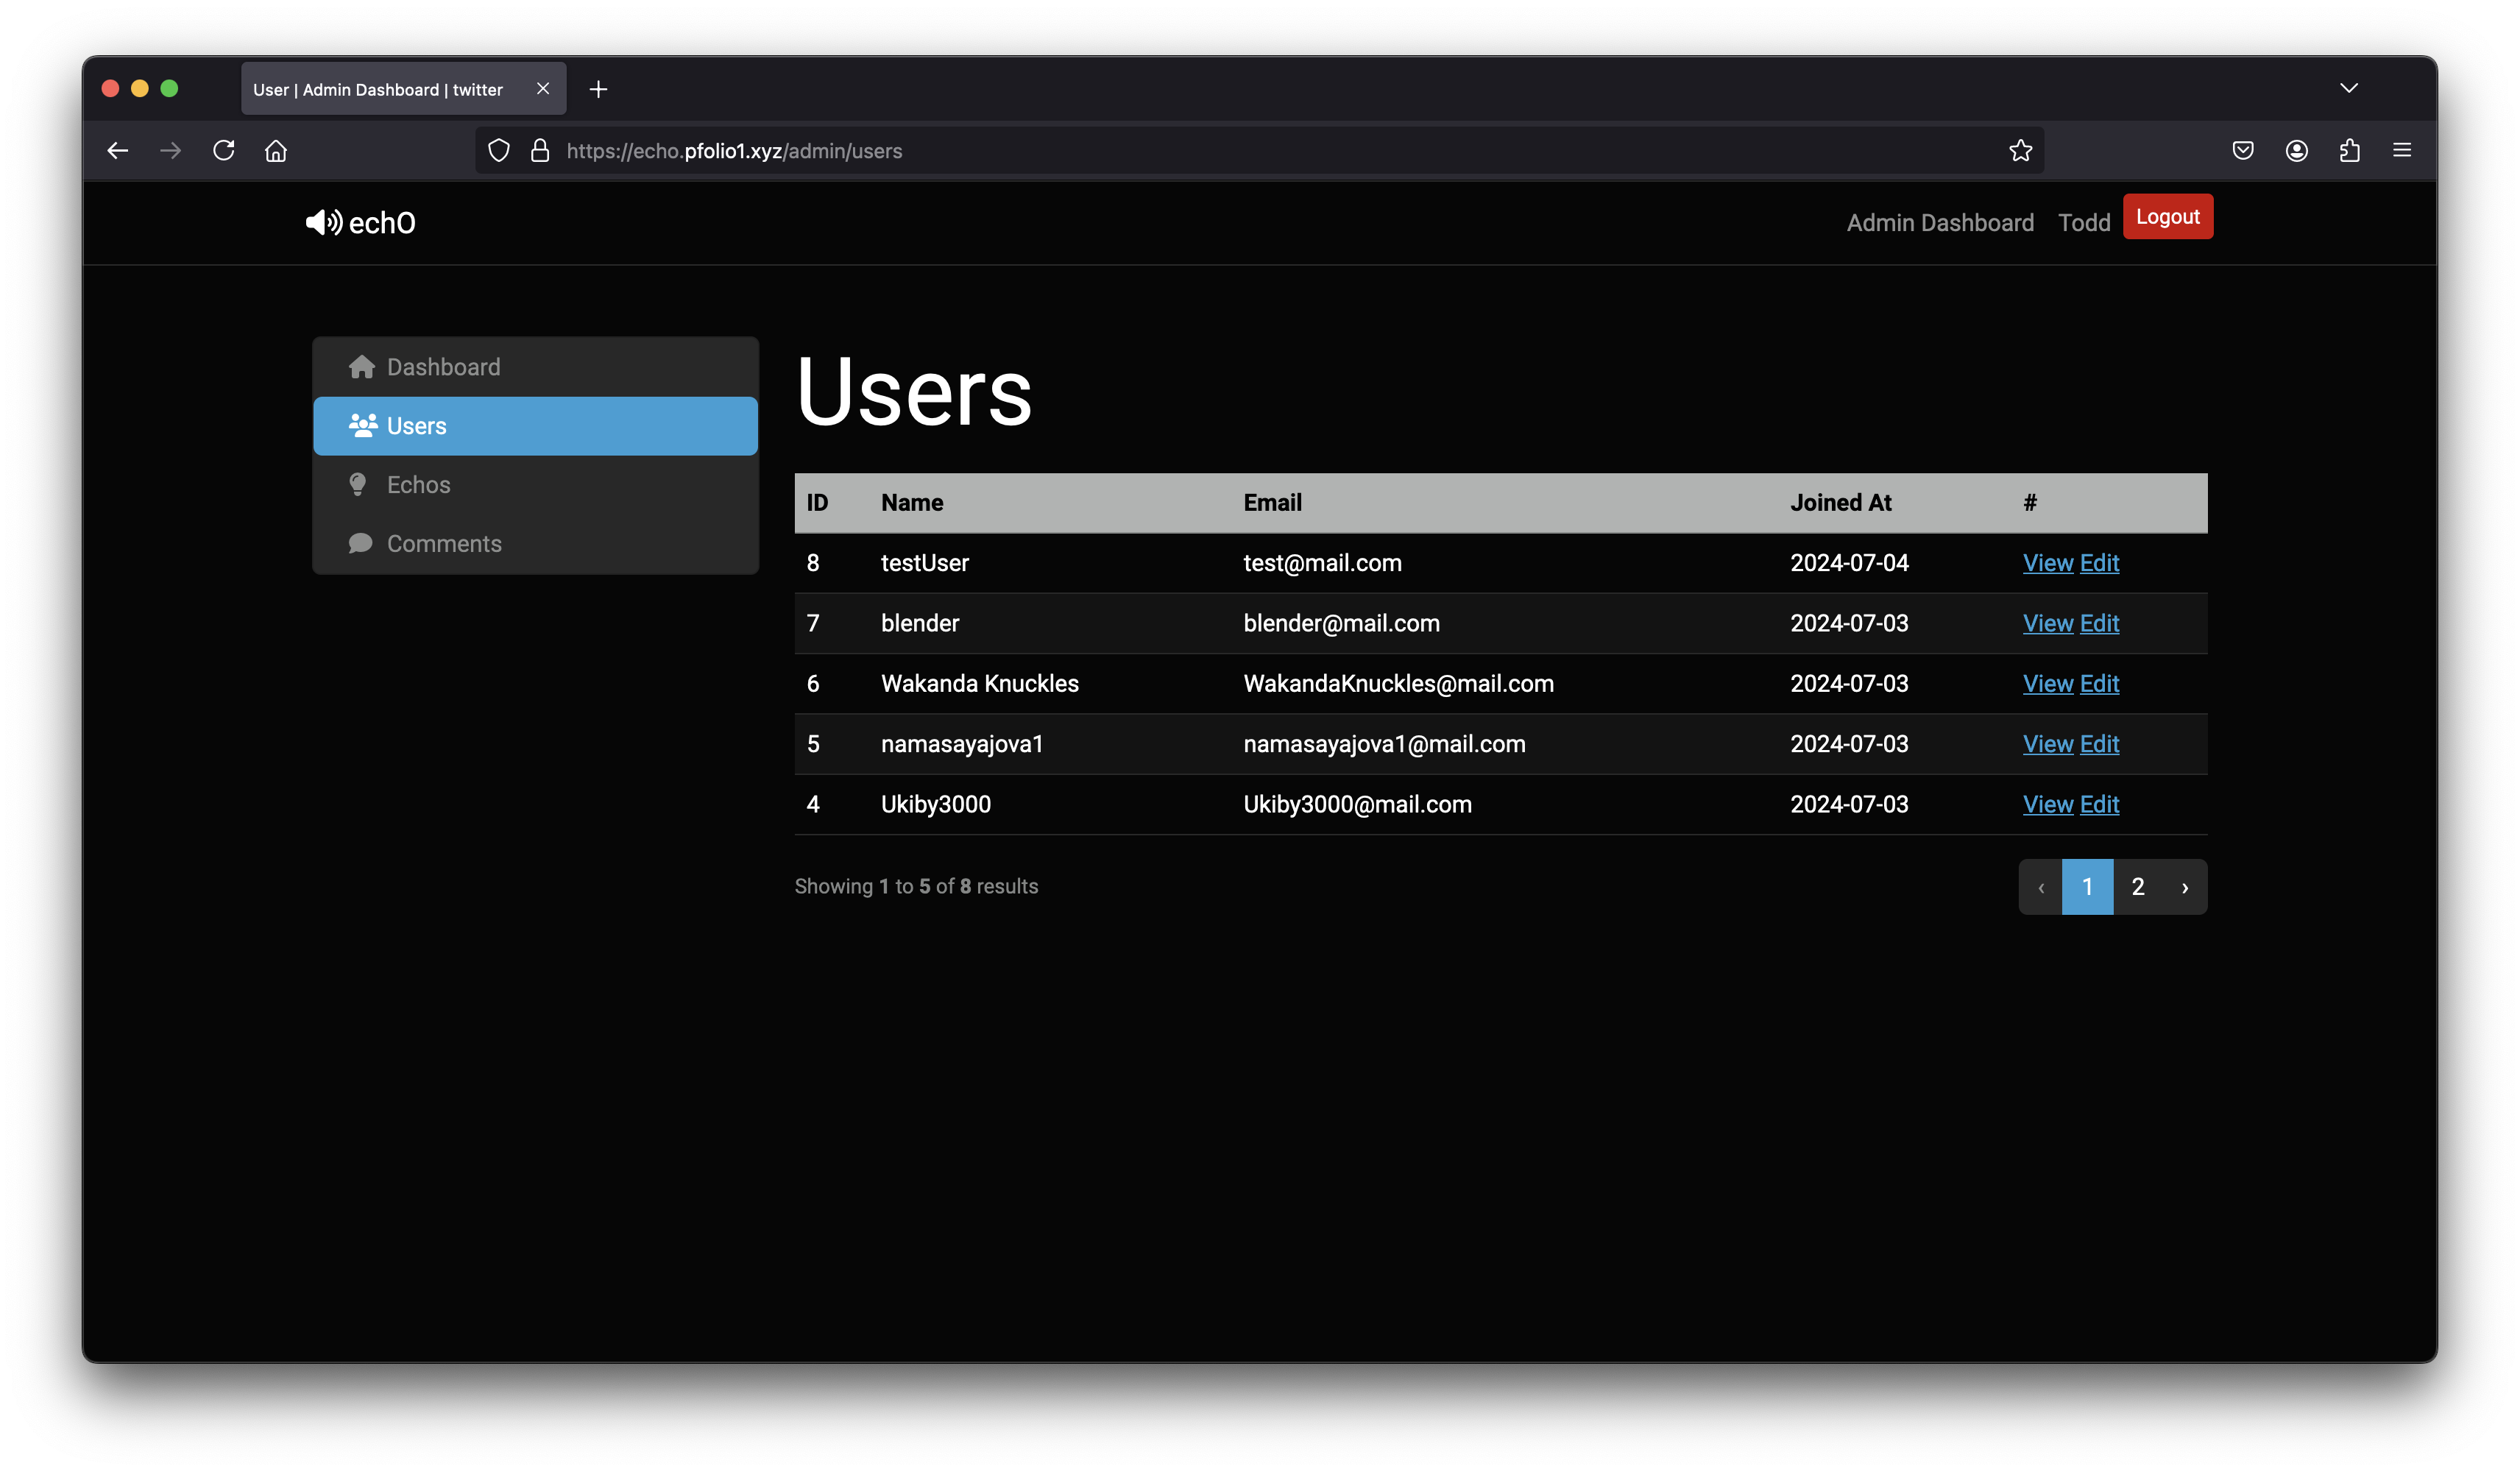 User | Admin Dashboard | twitter
https://echo.pfolio1.xyz/admin/users
echO
Admin Dashboard Todd Logout
Dashboard
Users
Echos
Comments
Users
ID Name Email Joined At #
8 testUser test@mail.com 2024-07-04 View Edit
7 blender blender@mail.com 2024-07-03 View Edit
6 Wakanda Knuckles WakandaKnuckles@mail.com 2024-07-03 View Edit
5 namasayajova1 namasayajova1@mail.com 2024-07-03 View Edit
4 Ukiby3000 Ukiby3000@mail.com 2024-07-03 View Edit
Showing 1 to 5 of 8 results
‹ 1 2 ›